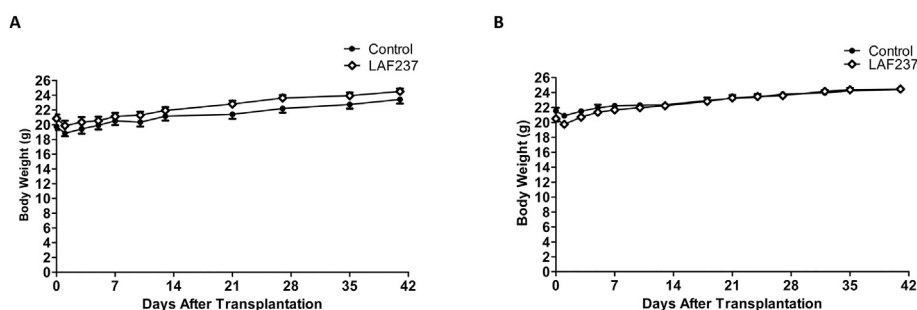 A
Control
LAF237
26
24
22
20
18
16
14
12
10
8
6
4
2
0
Body Weight (g)
0 7 14 21 28 35 42
Days After Transplantation
B
Control
LAF237
26
24
22
20
18
16
14
12
10
8
6
4
2
0
Body Weight (g)
0 7 14 21 28 35 42
Days After Transplantation